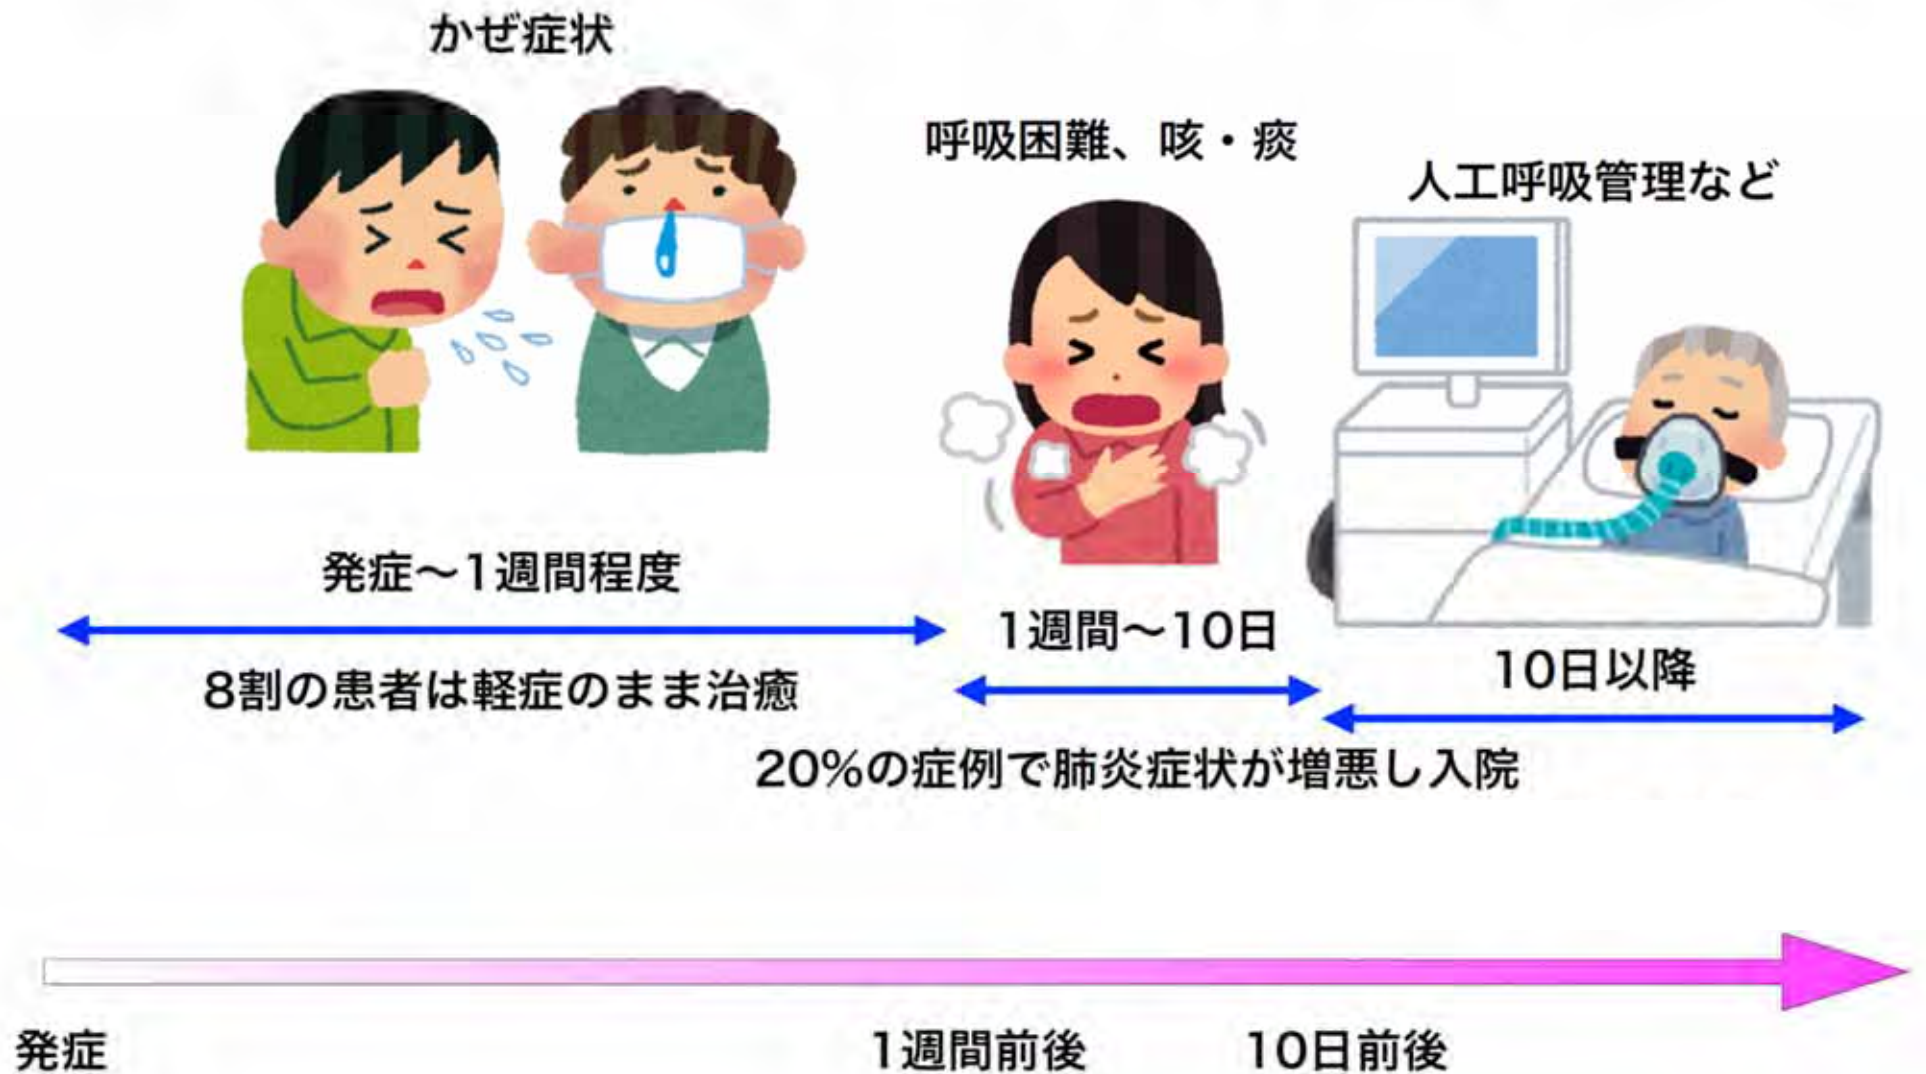 かぜ症状
呼吸困難、咳・痰
人工呼吸管理など
発症〜1週間程度
8割の患者は軽症のまま治癒
1週間〜10日
10日以降
20%の症例で肺炎症状が増悪し入院
発症
1週間前後
10日前後